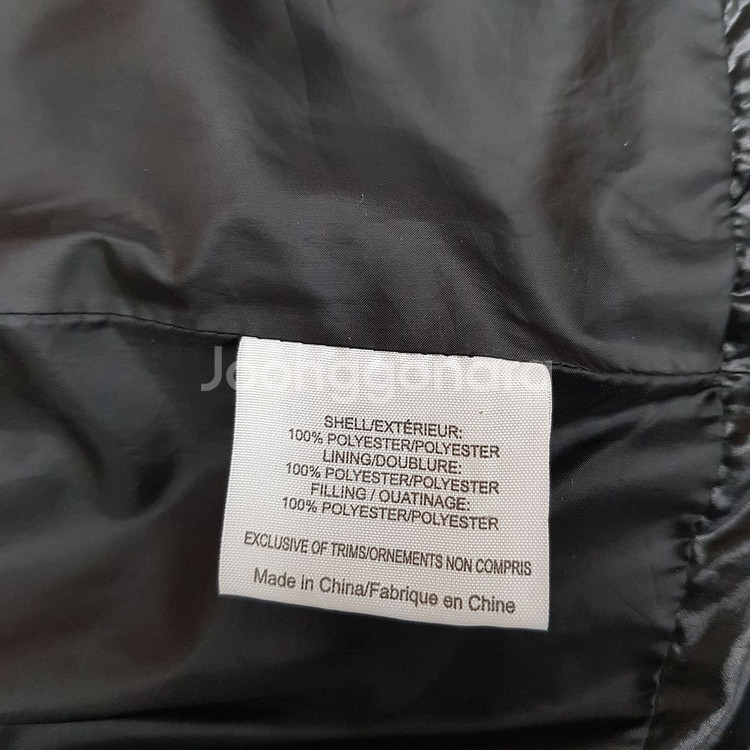 Joonggonara
SHELL/EXTÉRIEUR:
100% POLYESTER/POLYESTER
LINING/DOUBLURE:
100% POLYESTER/POLYESTER
FILLING / OUATINAGE:
100% POLYESTER/POLYESTER
EXCLUSIVE OF TRIMS/ORNEMENTS NON COMPRIS
Made in China/Fabrique en Chine